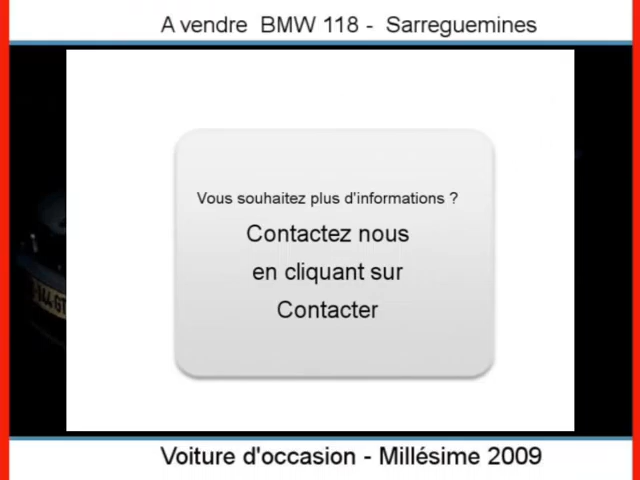 A vendre BMW 118 - Sarreguemines
Vous souhaitez plus d'informations ?
Contactez nous
en cliquant sur
Contacter
Voiture d'occasion - Millésime 2009